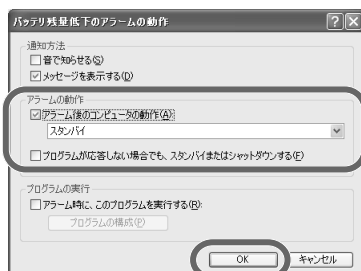 バッテリ残量低下のアラームの動作
通知方法
音で知らせる(S)
メッセージを表示する(D)
アラームの動作
アラーム後のコンピュータの動作(A):
スタンバイ
プログラムが応答しない場合でも、スタンバイまたはシャットダウンする(F)
プログラムの実行
アラーム時に、このプログラムを実行する(R):
プログラムの構成(P)
OK
キャンセル